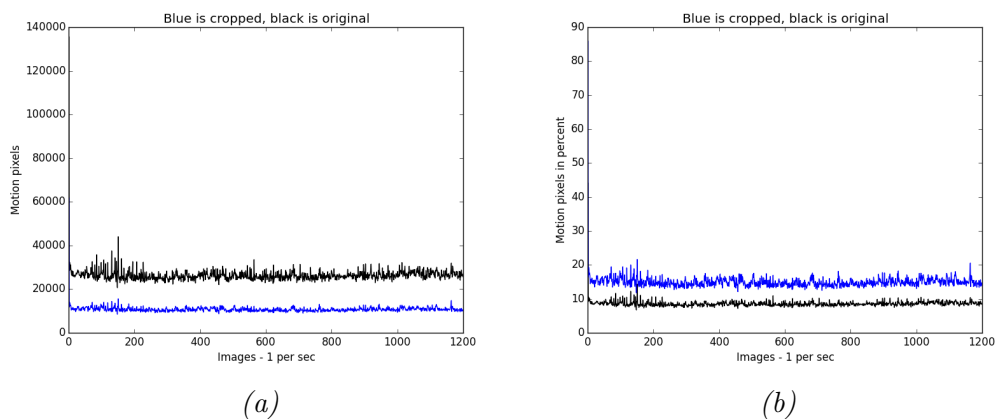 Blue is cropped, black is original
140000
120000
100000
80000
60000
40000
20000
0
Motion pixels
0 200 400 600 800 1000 1200
Images - 1 per sec
(a)
Blue is cropped, black is original
90
80
70
60
50
40
30
20
10
0
Motion pixels in percent
0 200 400 600 800 1000 1200
Images - 1 per sec
(b)